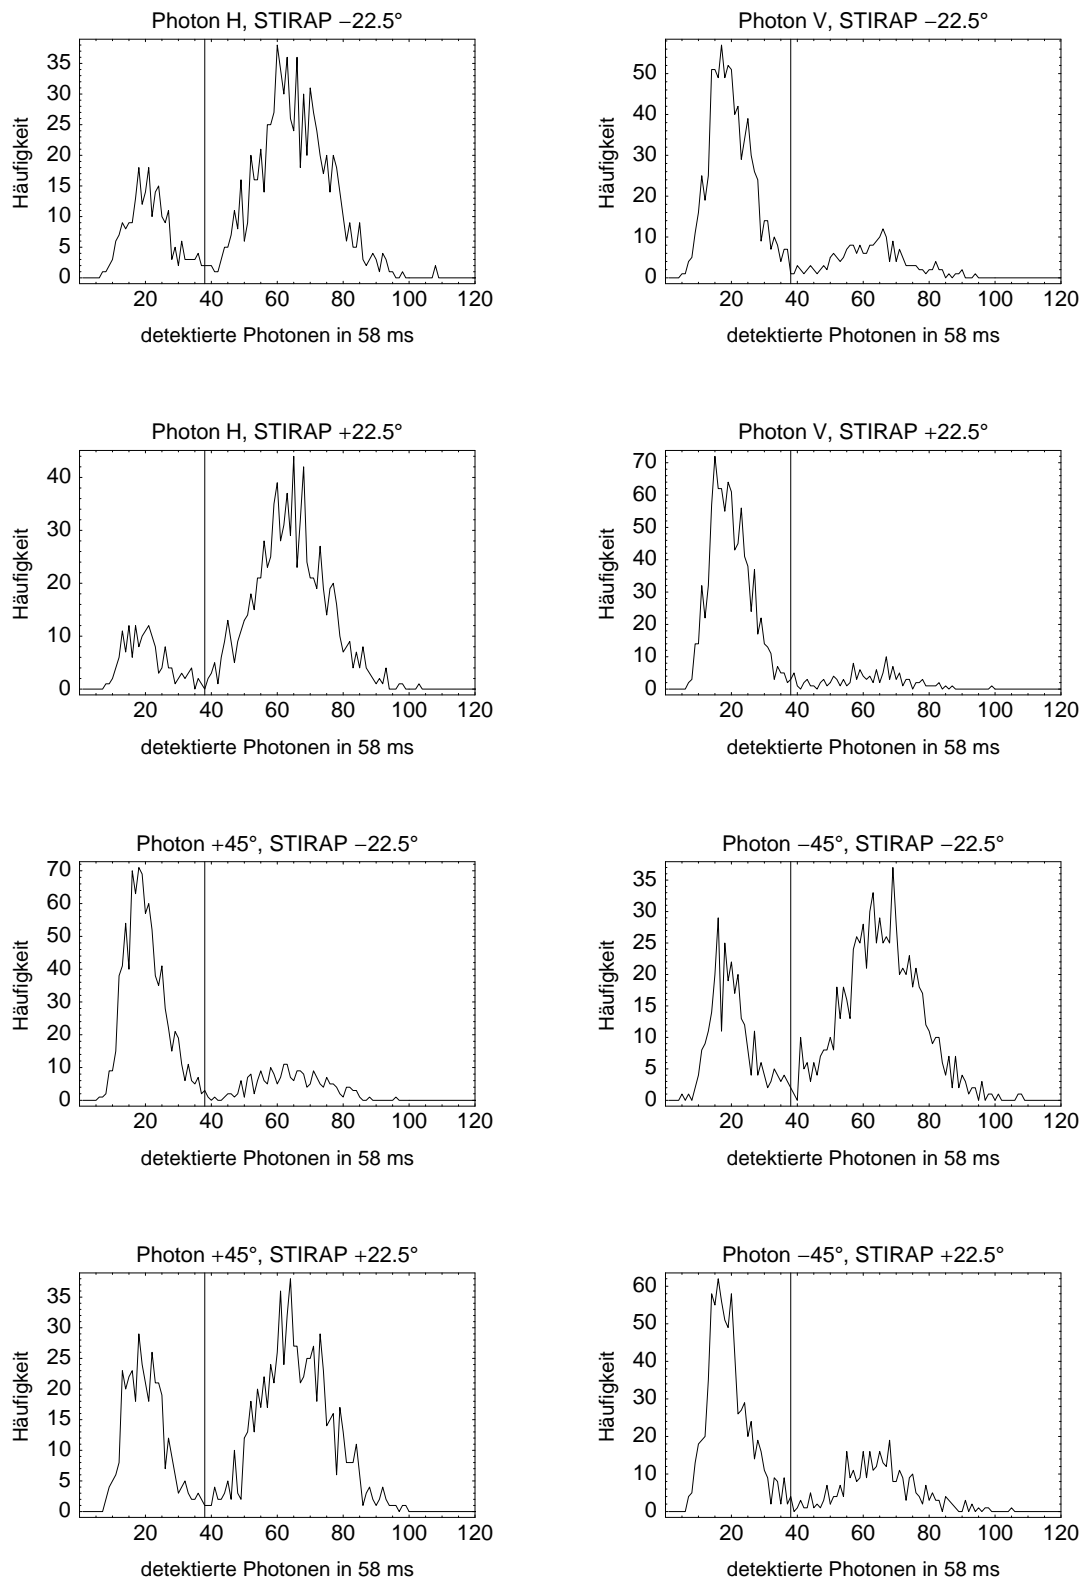 Photon H, STIRAP −22.5°
35
30
25
20
15
10
5
0
Häufigkeit
20 40 60 80 100 120
detektierte Photonen in 58 ms
Photon V, STIRAP −22.5°
50
40
30
20
10
0
Häufigkeit
20 40 60 80 100 120
detektierte Photonen in 58 ms
Photon H, STIRAP +22.5°
40
30
20
10
0
Häufigkeit
20 40 60 80 100 120
detektierte Photonen in 58 ms
Photon V, STIRAP +22.5°
70
60
50
40
30
20
10
0
Häufigkeit
20 40 60 80 100 120
detektierte Photonen in 58 ms
Photon +45°, STIRAP −22.5°
70
60
50
40
30
20
10
0
Häufigkeit
20 40 60 80 100 120
detektierte Photonen in 58 ms
Photon −45°, STIRAP −22.5°
35
30
25
20
15
10
5
0
Häufigkeit
20 40 60 80 100 120
detektierte Photonen in 58 ms
Photon +45°, STIRAP +22.5°
35
30
25
20
15
10
5
0
Häufigkeit
20 40 60 80 100 120
detektierte Photonen in 58 ms
Photon −45°, STIRAP +22.5°
60
50
40
30
20
10
0
Häufigkeit
20 40 60 80 100 120
detektierte Photonen in 58 ms